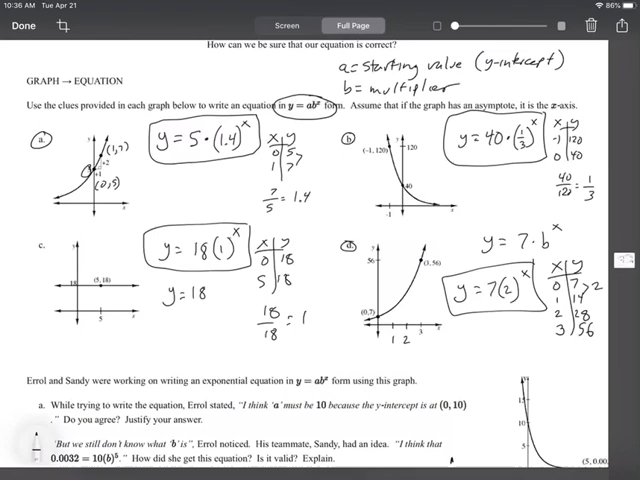 10:36 AM Tue Apr 21
86%
Done
Screen
Full Page
How can we be sure that our equation is correct?
a = starting value (y-intercept)
b = multiplier
GRAPH → EQUATION
Use the clues provided in each graph below to write an equation in y = abˣ form. Assume that if the graph has an asymptote, it is the x-axis.
a.
y
(1,7)
+2
+1
(0,5)
x
y = 5 · (1.4)ˣ
x | y
0 | 5
1 | 7
7/5 = 1.4
b.
(-1, 120)
120
40
-1
y = 40 · (1/3)ˣ
x | y
-1 | 120
0 | 40
40/120 = 1/3
c.
y
18
(5, 18)
5
x
y = 18(1)ˣ
y = 18
x | y
0 | 18
5 | 18
18/18 = 1
d.
y
56
(3, 56)
(0,7)
1 2 3
x
y = 7 · bˣ
y = 7(2)ˣ
x | y
0 | 7 >2
1 | 14
2 | 28
3 | 56
Errol and Sandy were working on writing an exponential equation in y = abˣ form using this graph.
a. While trying to write the equation, Errol stated, "I think 'a' must be 10 because the y-intercept is at (0, 10)
." Do you agree? Justify your answer.
"But we still don't know what 'b' is", Errol noticed. His teammate, Sandy, had an idea. "I think that
0.0032 = 10(b)⁵." How did she get this equation? Is it valid? Explain.
15
10
5
(5, 0.00